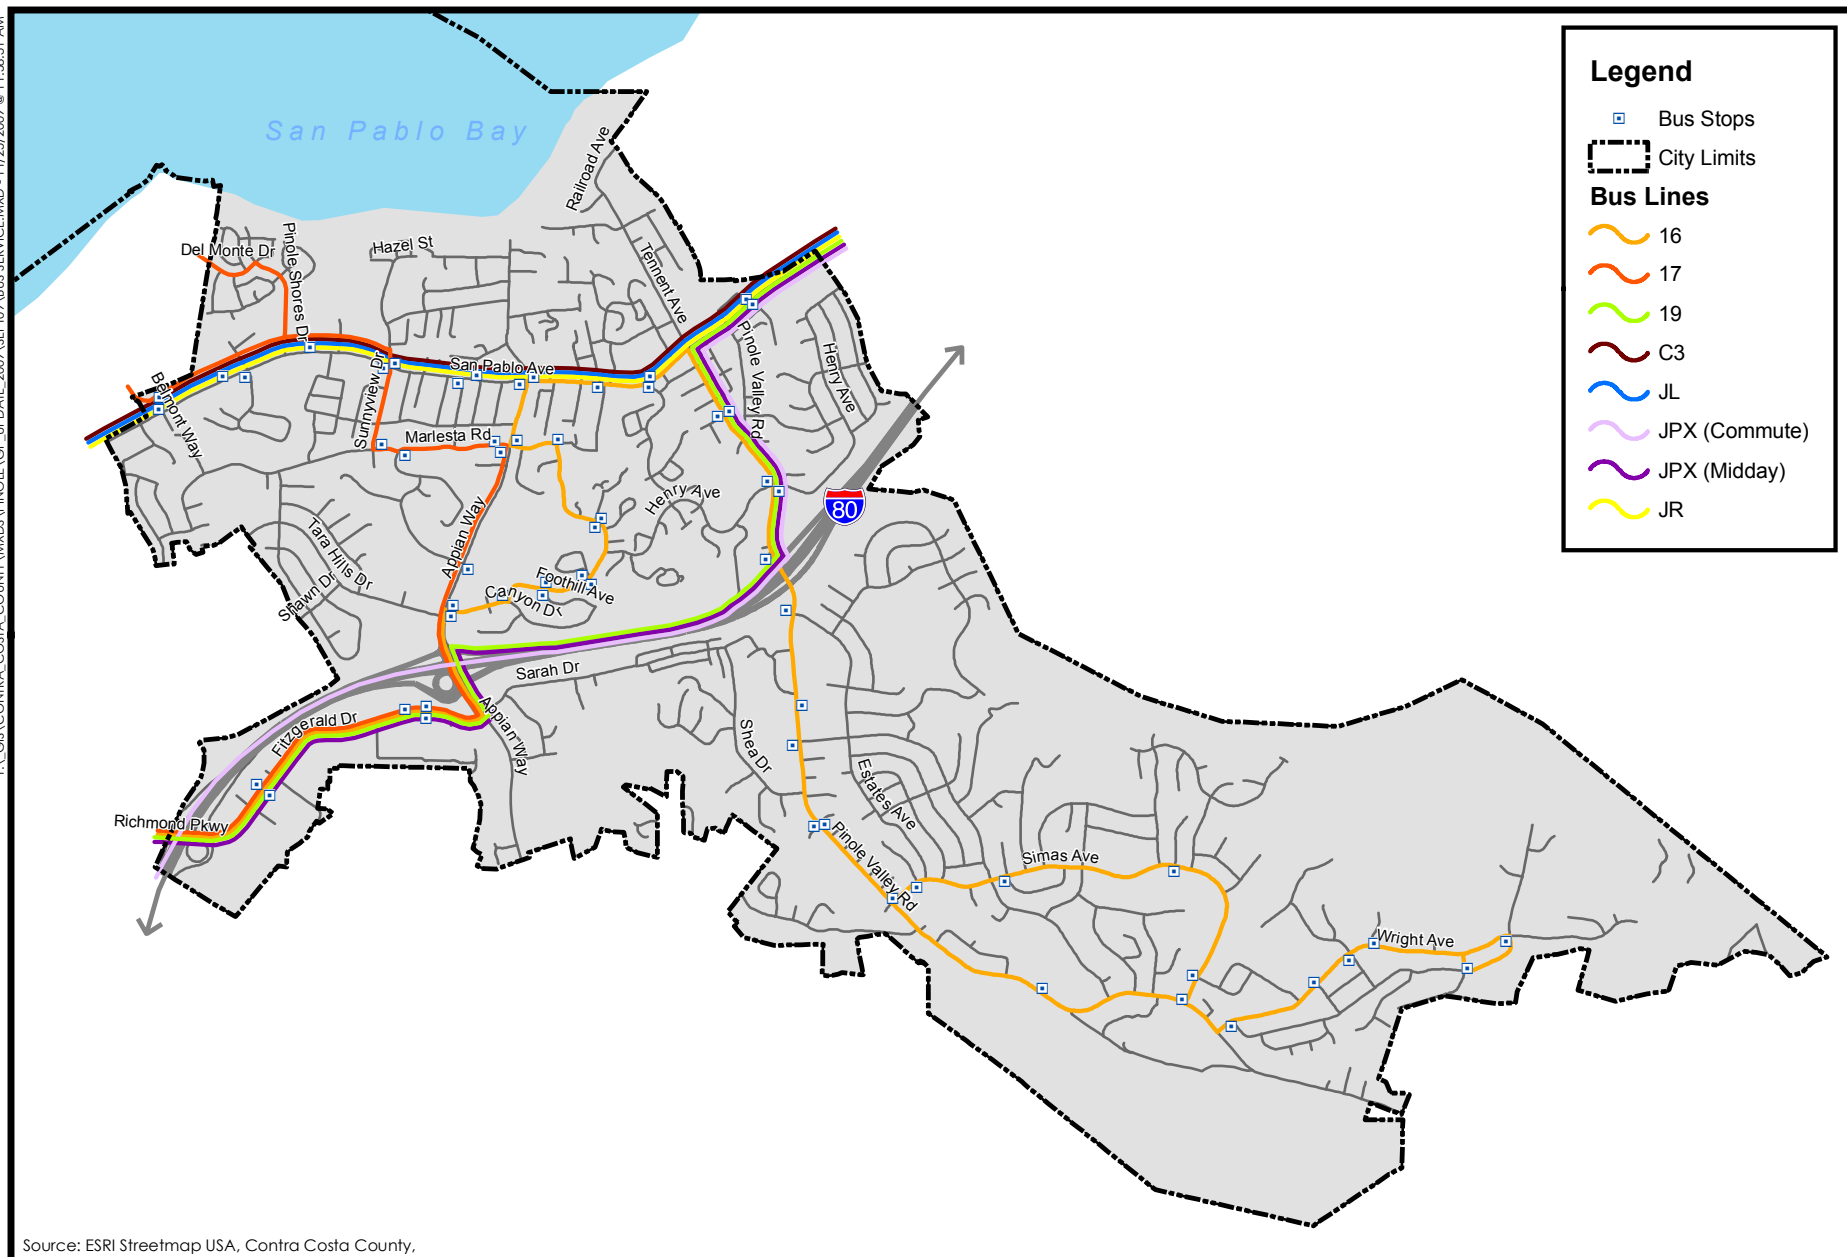 San Pablo Bay
Railroad Ave
Del Monte Dr
Pinole Shores Dr
Hazel St
Tennent Ave
Pinole Valley Rd
Henry Ave
San Pablo Ave
Belmont Way
Sunnyview Dr
Marlesta Rd
Henry Ave
80
Appian Way
Tara Hills Dr
Shawn Dr
Foothill Ave
Canyon Dr
Sarah Dr
Appian Way
Fitzgerald Dr
Shea Dr
Estates Ave
Richmond Pkwy
Pinole Valley Rd
Simas Ave
Wright Ave
Legend
Bus Stops
City Limits
Bus Lines
16
17
19
C3
JL
JPX (Commute)
JPX (Midday)
JR
Source: ESRI Streetmap USA, Contra Costa County,